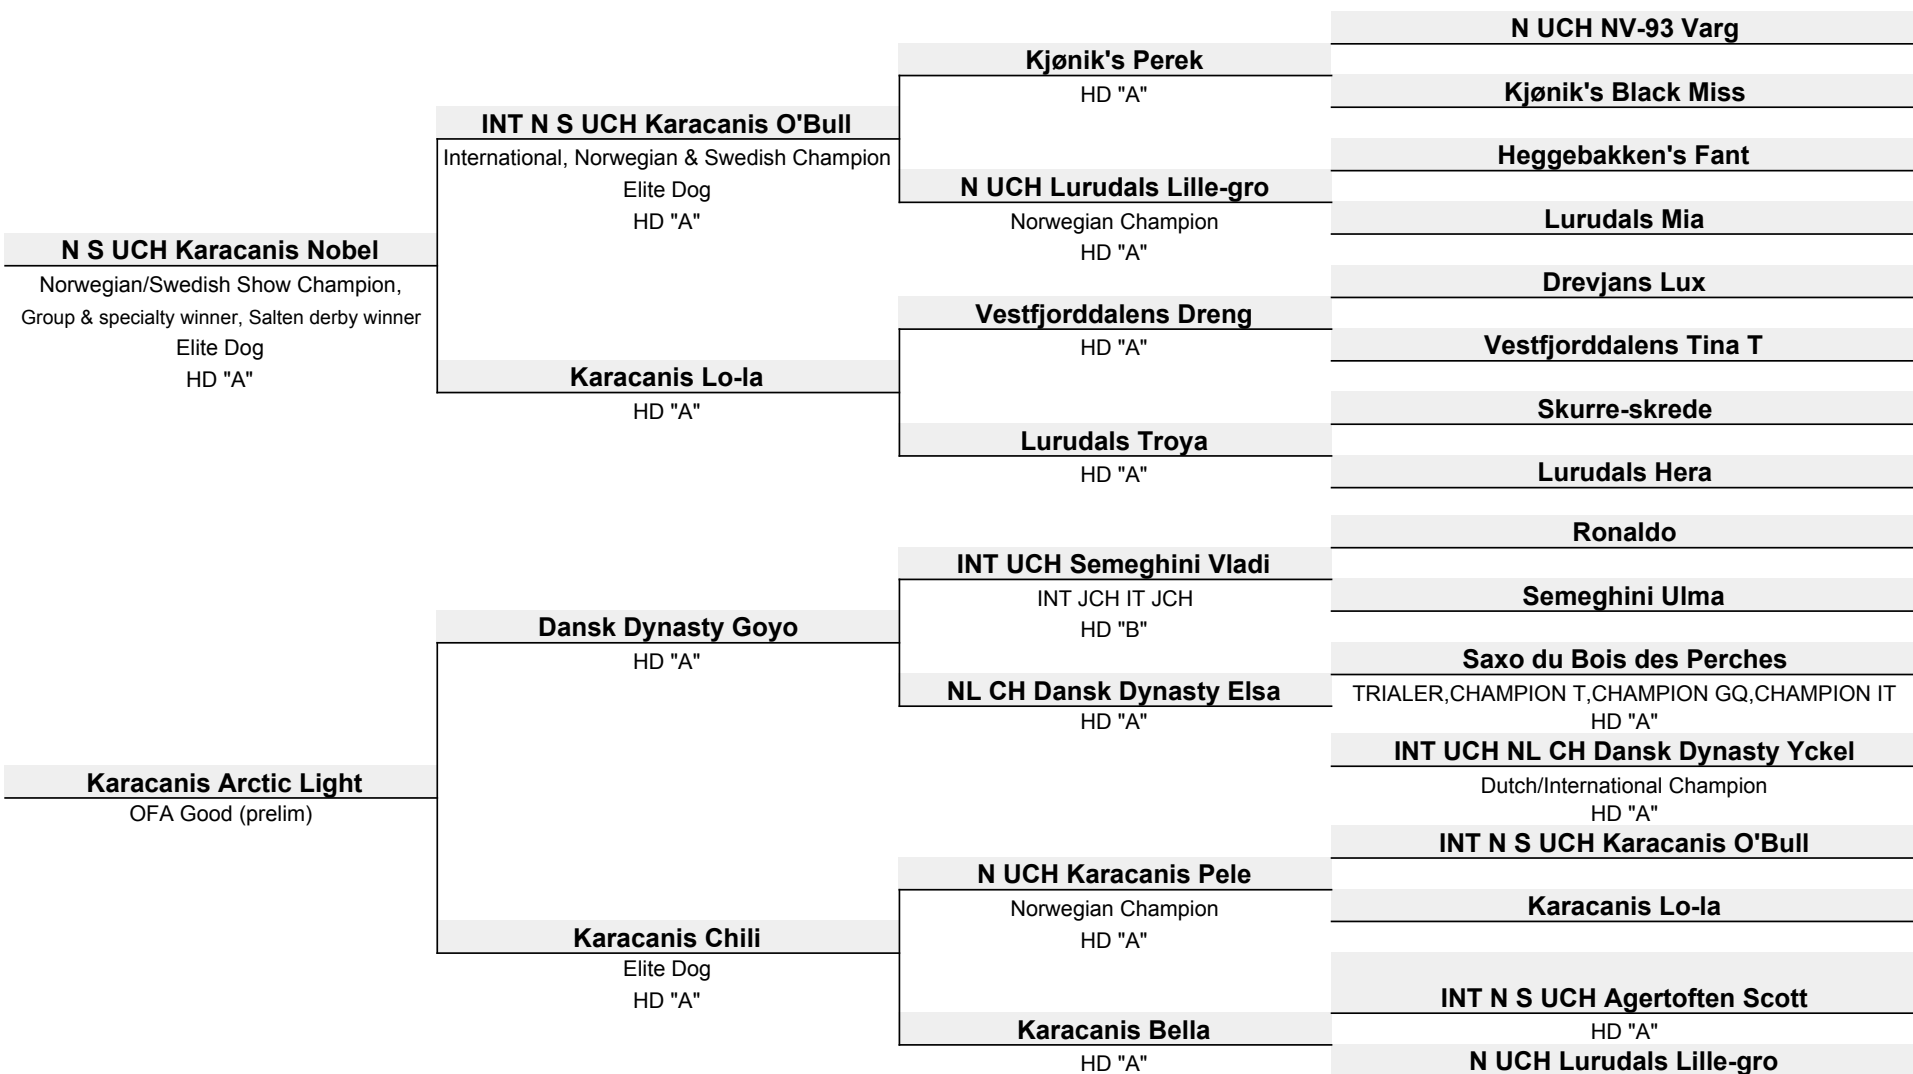 N UCH NV-93 Varg
Kjønik's Perek
HD "A"
Kjønik's Black Miss
INT N S UCH Karacanis O'Bull
International, Norwegian & Swedish Champion
Elite Dog
HD "A"
Heggebakken's Fant
N UCH Lurudals Lille-gro
Norwegian Champion
HD "A"
Lurudals Mia
N S UCH Karacanis Nobel
Norwegian/Swedish Show Champion,
Group & specialty winner, Salten derby winner
Elite Dog
HD "A"
Drevjans Lux
Vestfjorddalens Dreng
HD "A"
Vestfjorddalens Tina T
Karacanis Lo-la
HD "A"
Skurre-skrede
Lurudals Troya
HD "A"
Lurudals Hera
Ronaldo
INT UCH Semeghini Vladi
INT JCH IT JCH
HD "B"
Semeghini Ulma
Dansk Dynasty Goyo
HD "A"
Saxo du Bois des Perches
TRIALER,CHAMPION T,CHAMPION GQ,CHAMPION IT
HD "A"
NL CH Dansk Dynasty Elsa
HD "A"
INT UCH NL CH Dansk Dynasty Yckel
Dutch/International Champion
HD "A"
Karacanis Arctic Light
OFA Good (prelim)
INT N S UCH Karacanis O'Bull
N UCH Karacanis Pele
Norwegian Champion
HD "A"
Karacanis Lo-la
Karacanis Chili
Elite Dog
HD "A"
INT N S UCH Agertoften Scott
HD "A"
Karacanis Bella
HD "A"
N UCH Lurudals Lille-gro